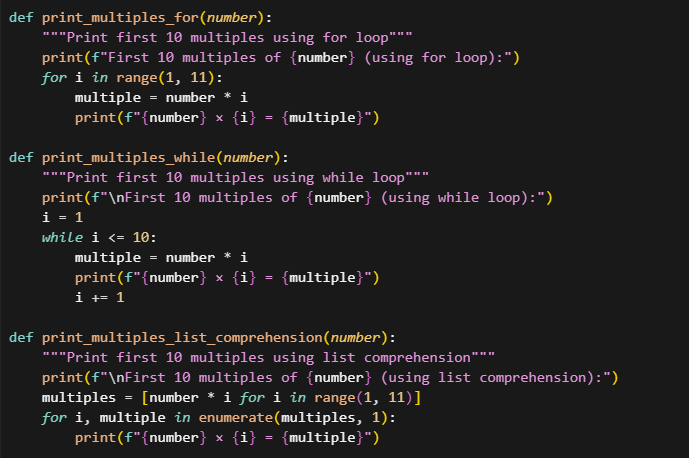 def print_multiples_for(number):
    """Print first 10 multiples using for loop"""
    print(f"First 10 multiples of {number} (using for loop):")
    for i in range(1, 11):
        multiple = number * i
        print(f"{number} × {i} = {multiple}")

def print_multiples_while(number):
    """Print first 10 multiples using while loop"""
    print(f"\nFirst 10 multiples of {number} (using while loop):")
    i = 1
    while i <= 10:
        multiple = number * i
        print(f"{number} × {i} = {multiple}")
        i += 1

def print_multiples_list_comprehension(number):
    """Print first 10 multiples using list comprehension"""
    print(f"\nFirst 10 multiples of {number} (using list comprehension):")
    multiples = [number * i for i in range(1, 11)]
    for i, multiple in enumerate(multiples, 1):
        print(f"{number} × {i} = {multiple}")